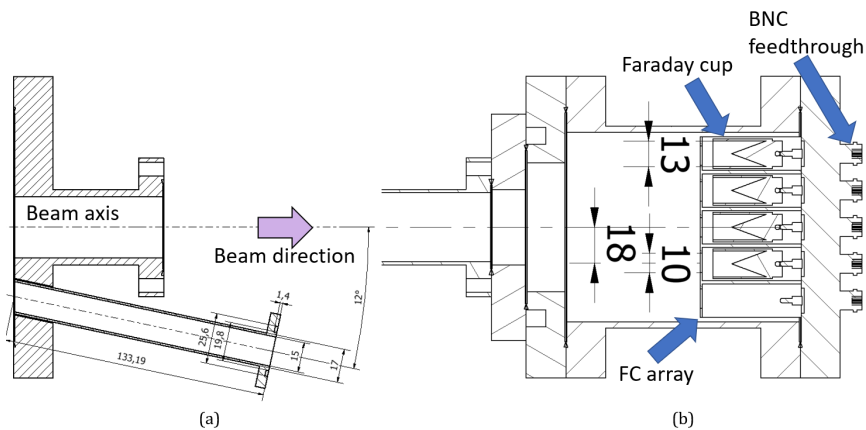 BNC
feedthrough
Faraday cup
13
Beam axis
Beam direction
18
10
1,4
12°
25,6
19,8
15
17
133,19
FC array
(a)
(b)